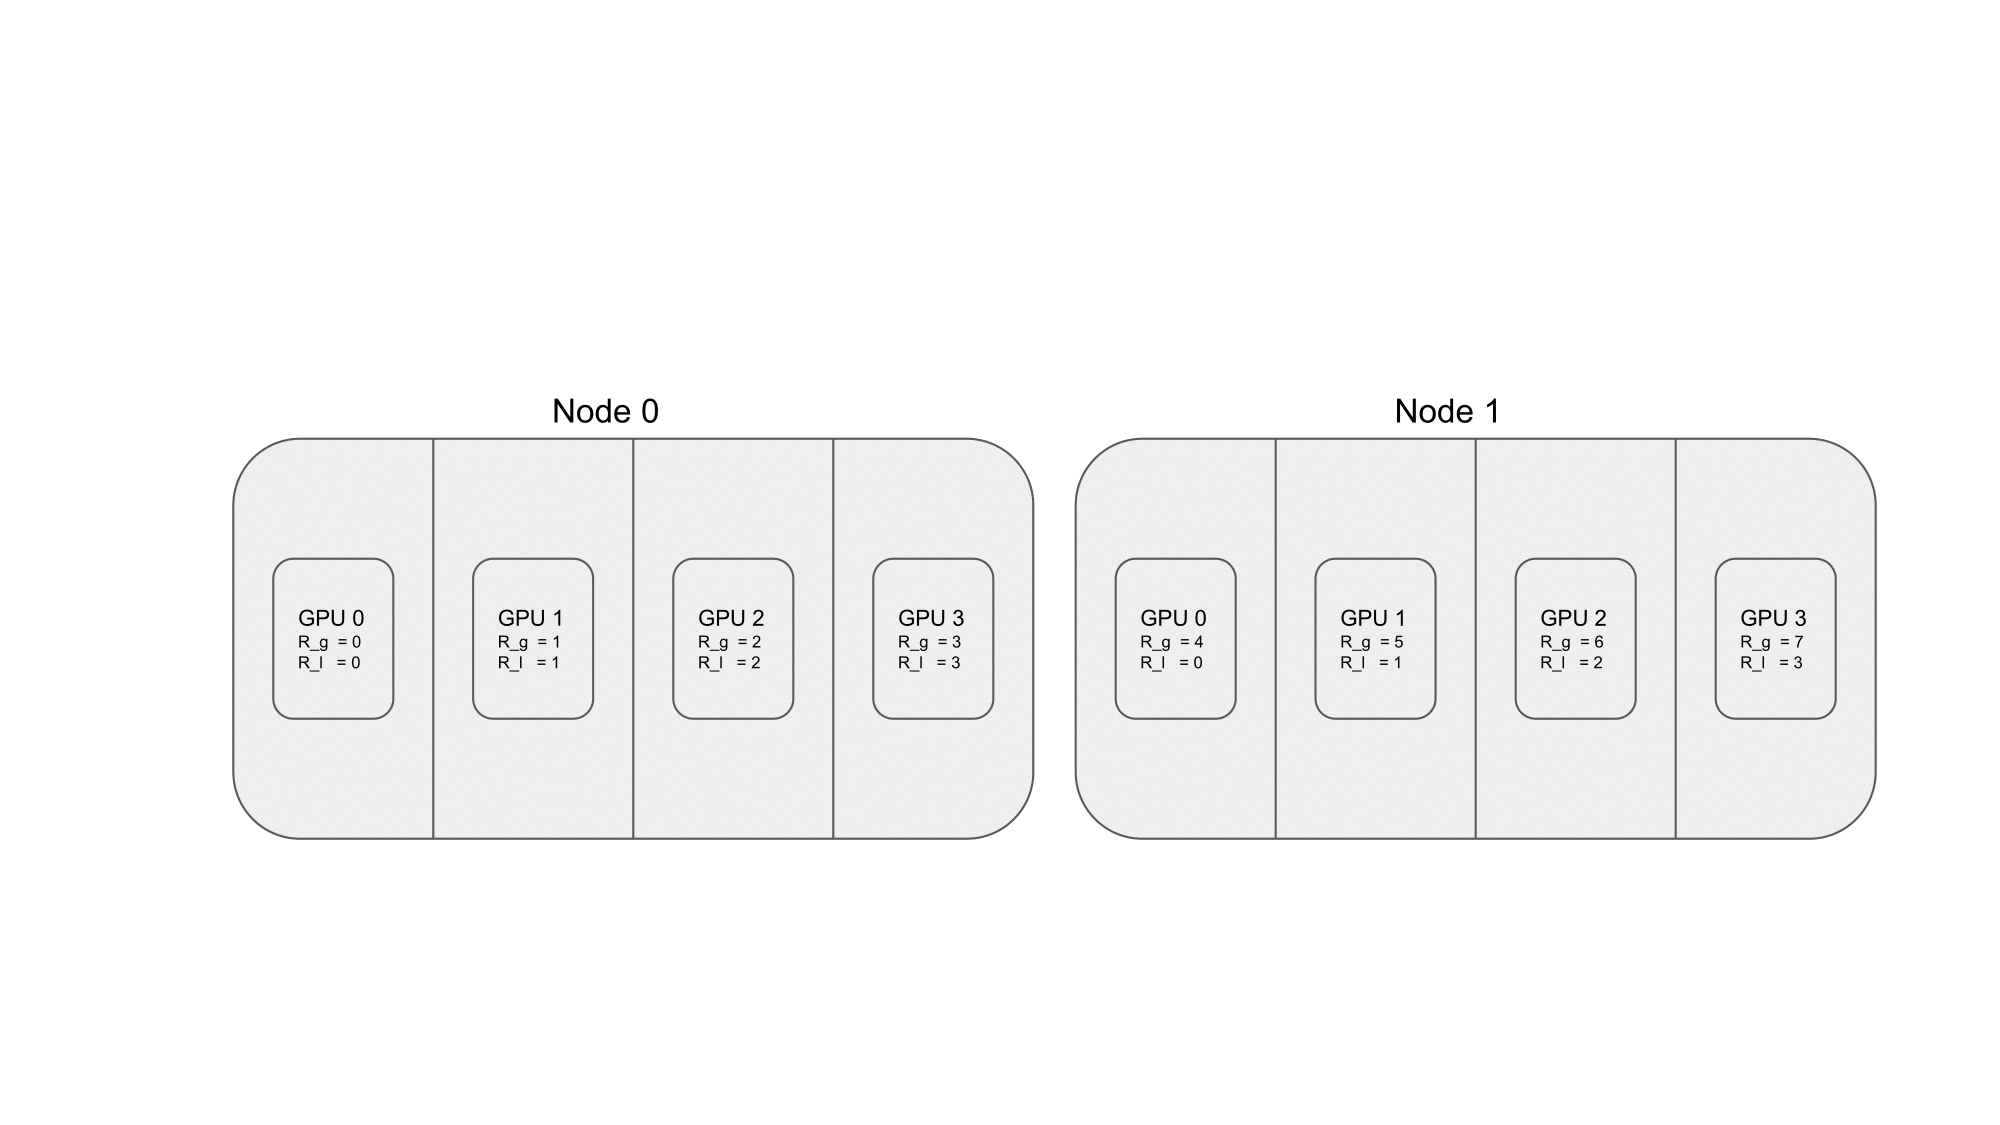 Node 0
Node 1
GPU 0
R_g = 0
R_l = 0
GPU 1
R_g = 1
R_l = 1
GPU 2
R_g = 2
R_l = 2
GPU 3
R_g = 3
R_l = 3
GPU 0
R_g = 4
R_l = 0
GPU 1
R_g = 5
R_l = 1
GPU 2
R_g = 6
R_l = 2
GPU 3
R_g = 7
R_l = 3